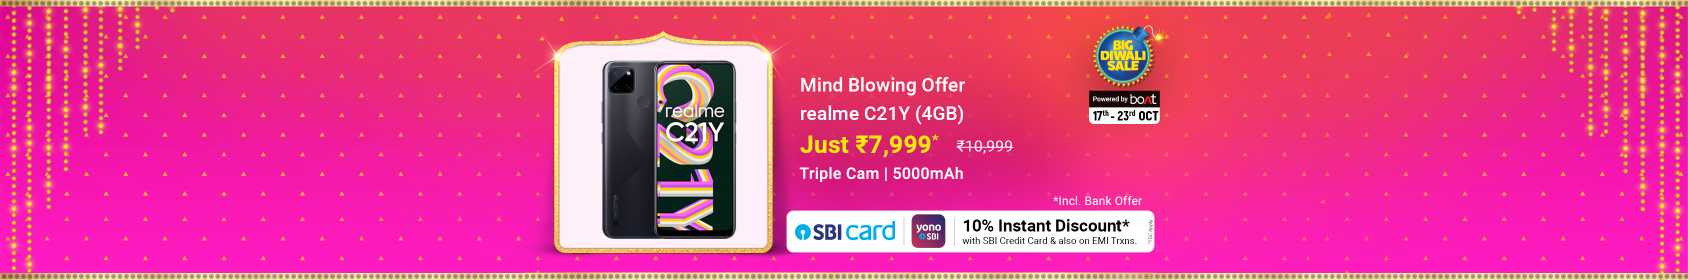 realme
C21Y
C21Y
Mind Blowing Offer
realme C21Y (4GB)
Just ₹7,999* ₹10,999
Triple Cam | 5000mAh
*Incl. Bank Offer
SBI card
yono
SBI
10% Instant Discount*
with SBI Credit Card & also on EMI Trxns.
BIG
DIWALI
SALE
Powered by boAt
17th - 23rd OCT